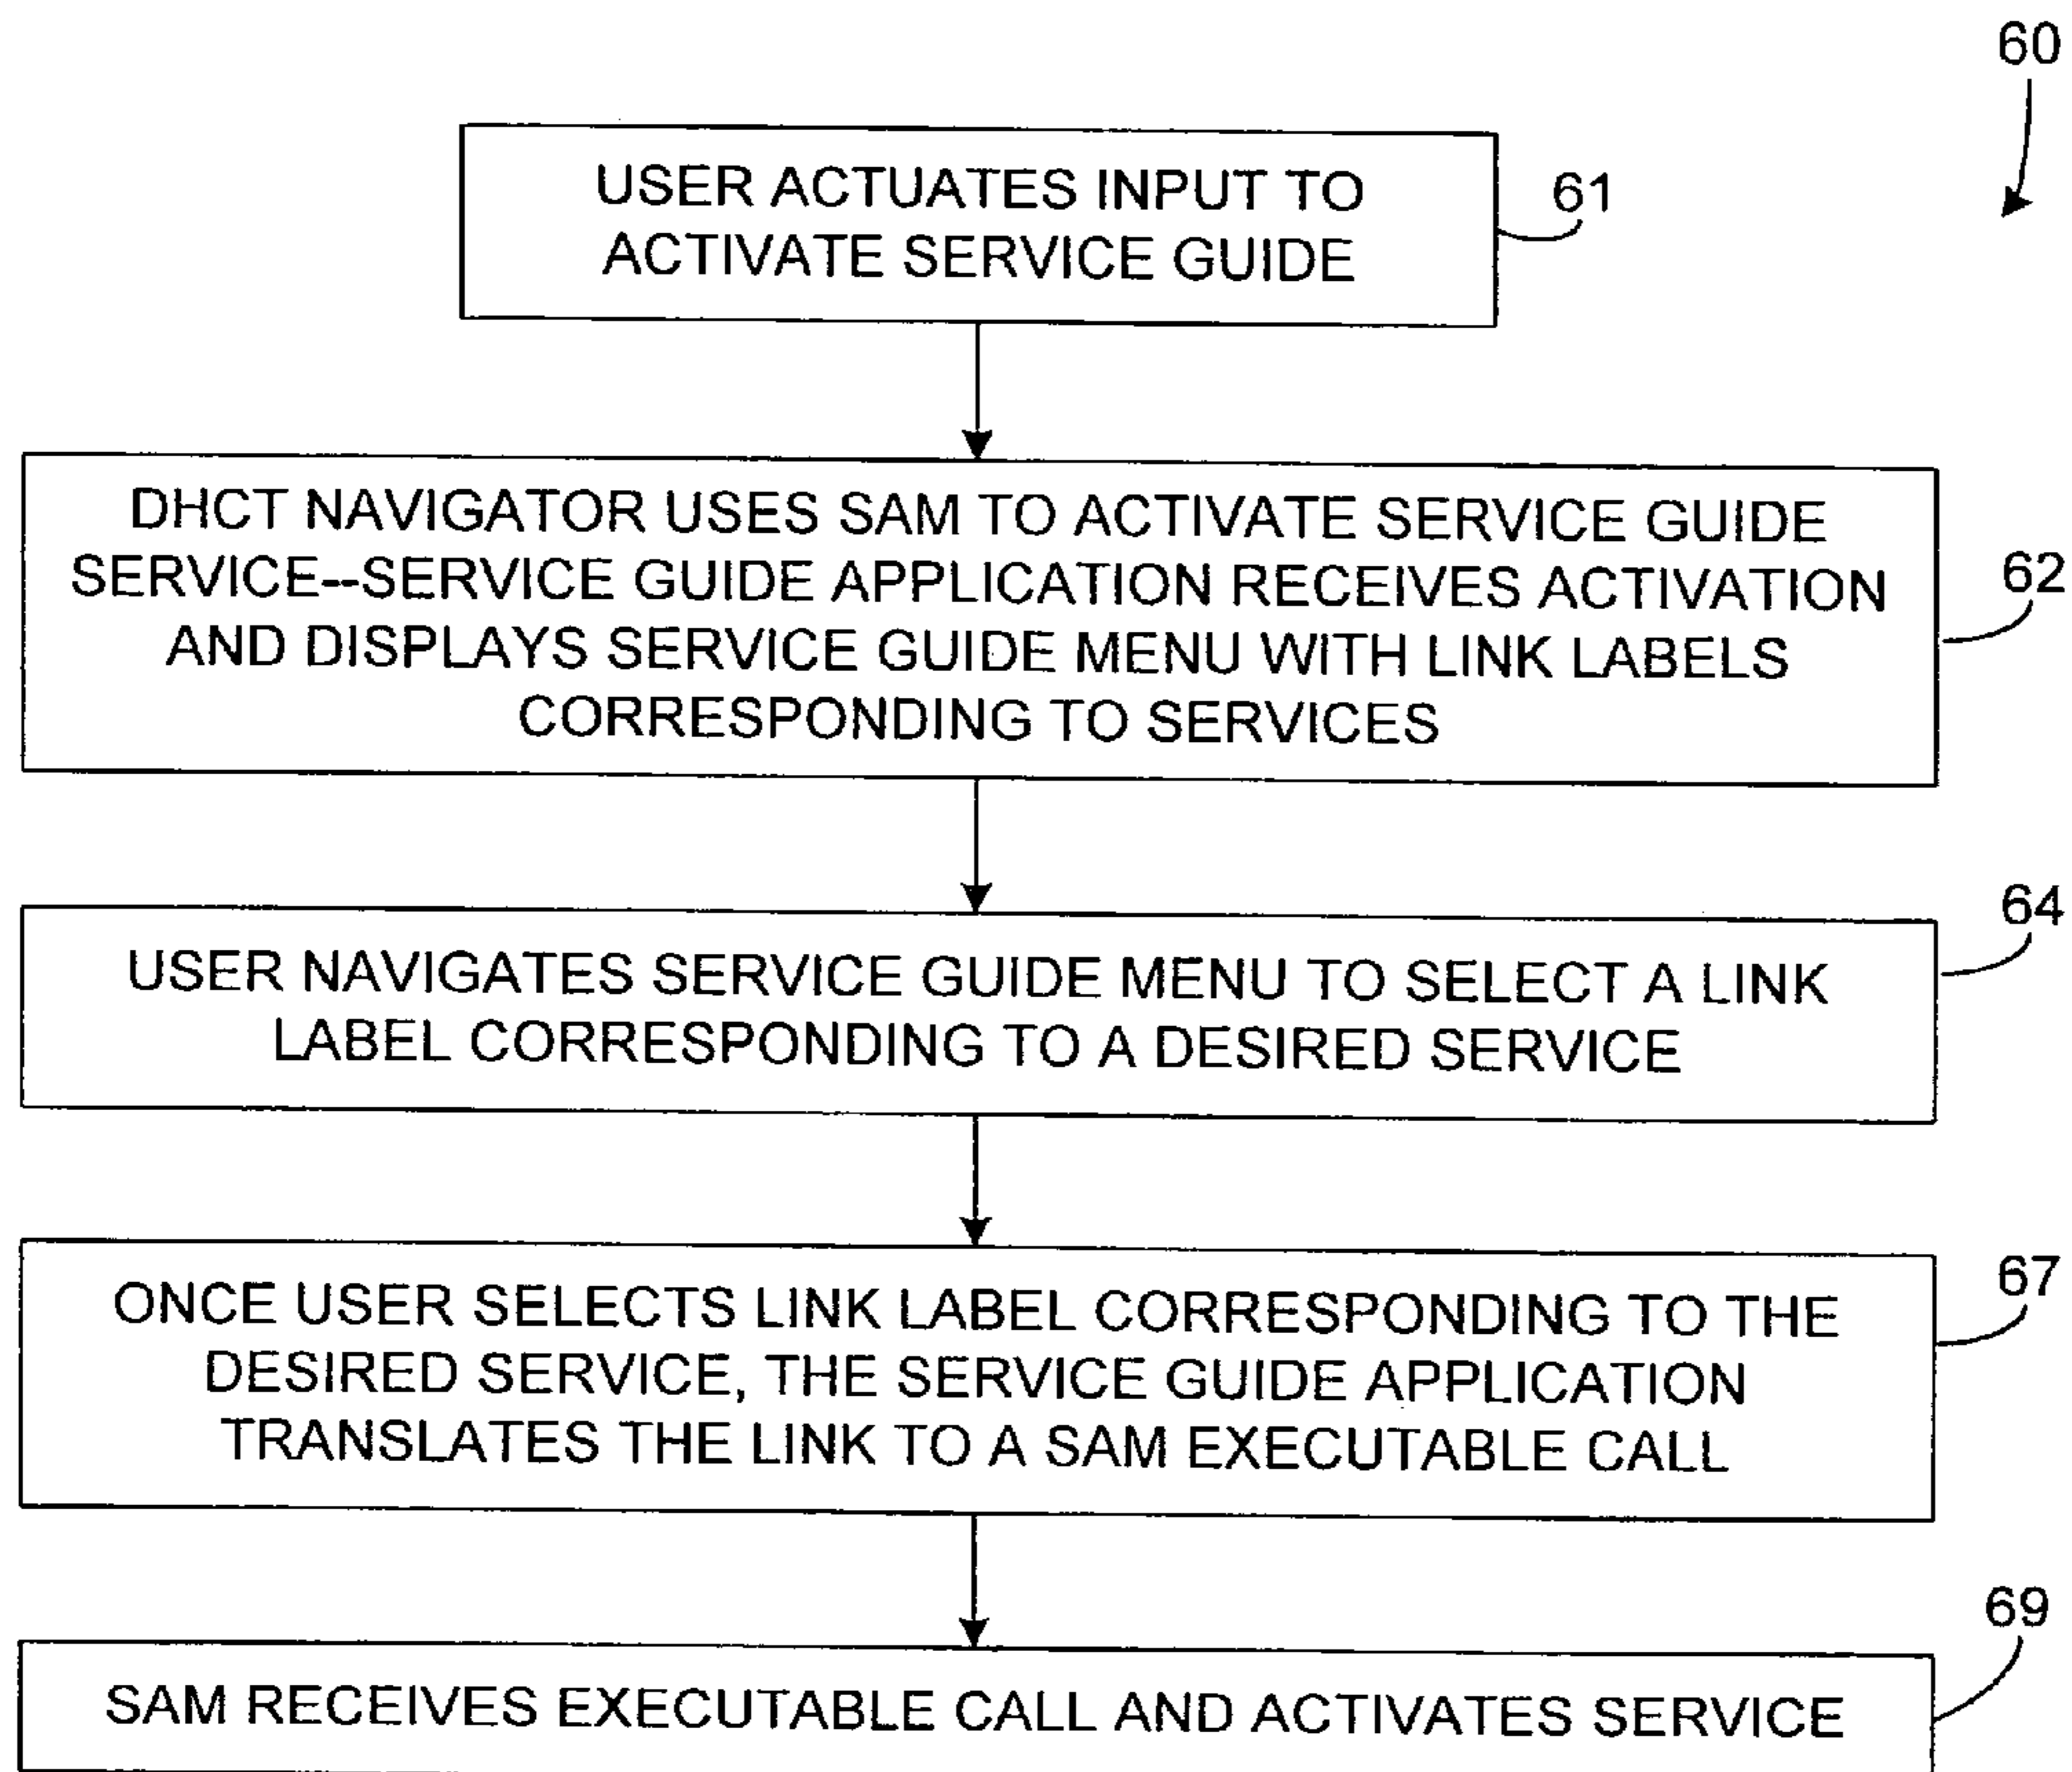 60
USER ACTUATES INPUT TO
ACTIVATE SERVICE GUIDE
61
DHCT NAVIGATOR USES SAM TO ACTIVATE SERVICE GUIDE
SERVICE--SERVICE GUIDE APPLICATION RECEIVES ACTIVATION
AND DISPLAYS SERVICE GUIDE MENU WITH LINK LABELS
CORRESPONDING TO SERVICES
62
USER NAVIGATES SERVICE GUIDE MENU TO SELECT A LINK
LABEL CORRESPONDING TO A DESIRED SERVICE
64
ONCE USER SELECTS LINK LABEL CORRESPONDING TO THE
DESIRED SERVICE, THE SERVICE GUIDE APPLICATION
TRANSLATES THE LINK TO A SAM EXECUTABLE CALL
67
SAM RECEIVES EXECUTABLE CALL AND ACTIVATES SERVICE
69